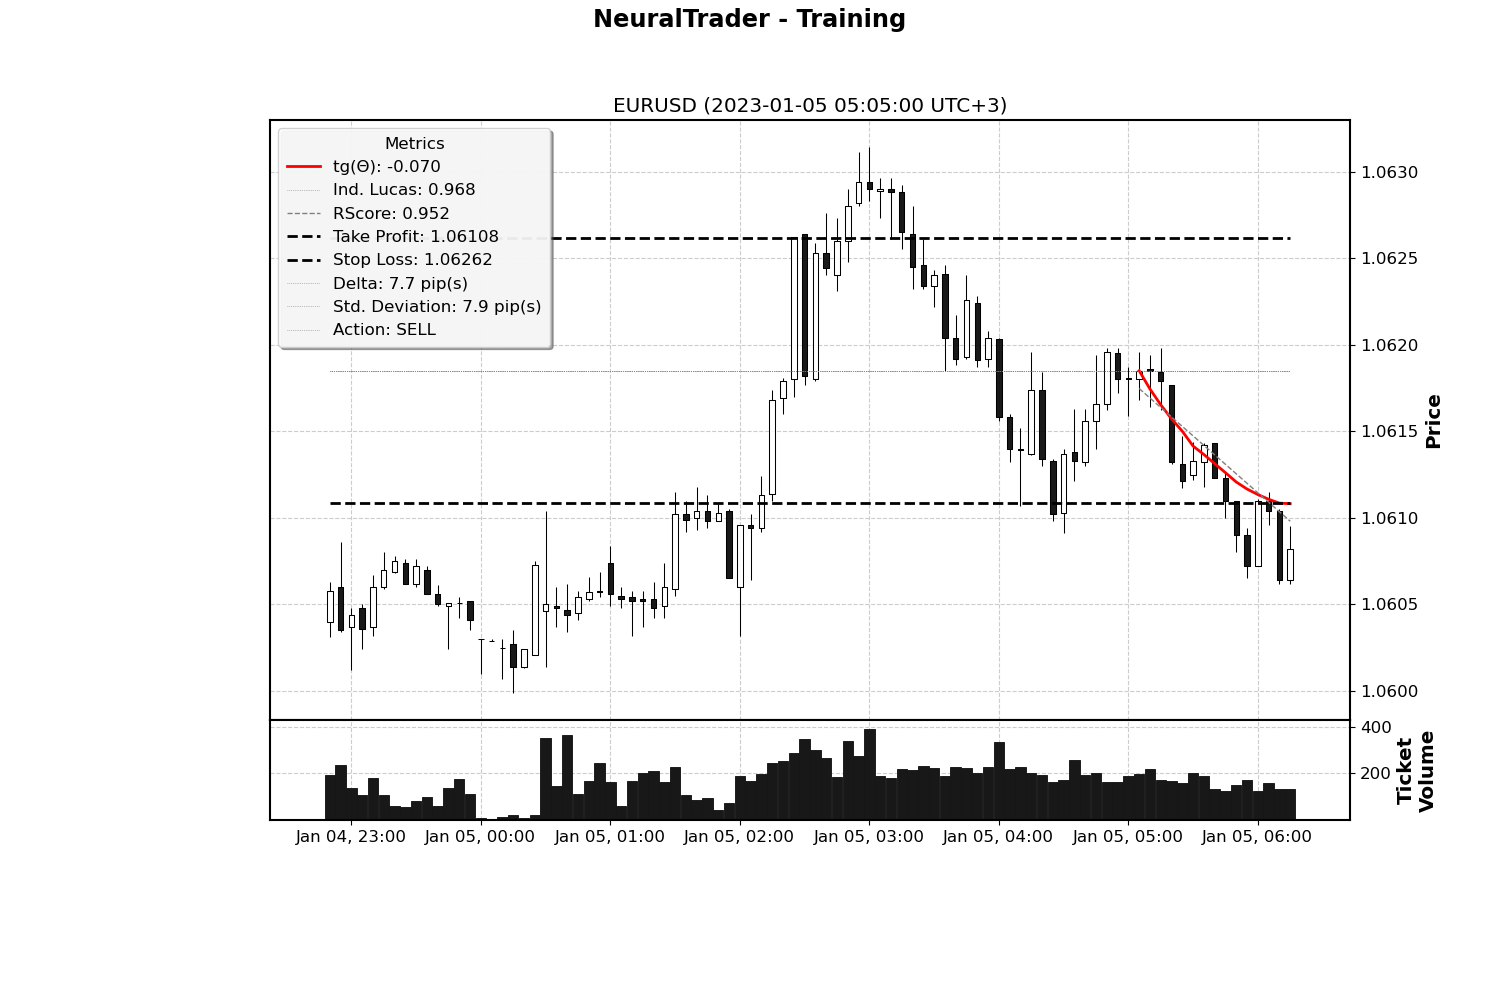 NeuralTrader - Training
EURUSD (2023-01-05 05:05:00 UTC+3)
Metrics
tg(Θ): -0.070
Ind. Lucas: 0.968
RScore: 0.952
Take Profit: 1.06108
Stop Loss: 1.06262
Delta: 7.7 pip(s)
Std. Deviation: 7.9 pip(s)
Action: SELL
1.0630
1.0625
1.0620
1.0615
1.0610
1.0605
1.0600
Price
400
200
Ticket
Volume
Jan 04, 23:00
Jan 05, 00:00
Jan 05, 01:00
Jan 05, 02:00
Jan 05, 03:00
Jan 05, 04:00
Jan 05, 05:00
Jan 05, 06:00